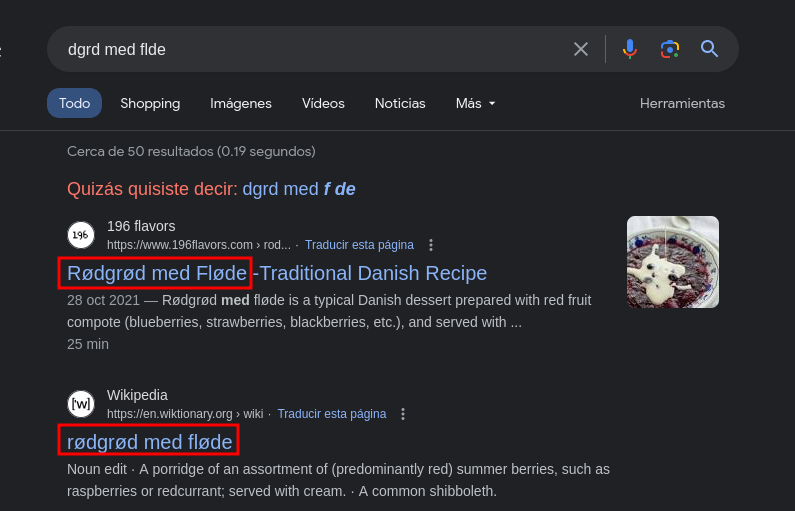 dgrd med flde
Todo Shopping Imágenes Vídeos Noticias Más Herramientas
Cerca de 50 resultados (0.19 segundos)
Quizás quisiste decir: dgrd med f de
196 flavors
https://www.196flavors.com › rod... · Traducir esta página
Rødgrød med Fløde -Traditional Danish Recipe
28 oct 2021 — Rødgrød med fløde is a typical Danish dessert prepared with red fruit
compote (blueberries, strawberries, blackberries, etc.), and served with ...
25 min
Wikipedia
https://en.wiktionary.org › wiki · Traducir esta página
rødgrød med fløde
Noun edit · A porridge of an assortment of (predominantly red) summer berries, such as
raspberries or redcurrant; served with cream. · A common shibboleth.